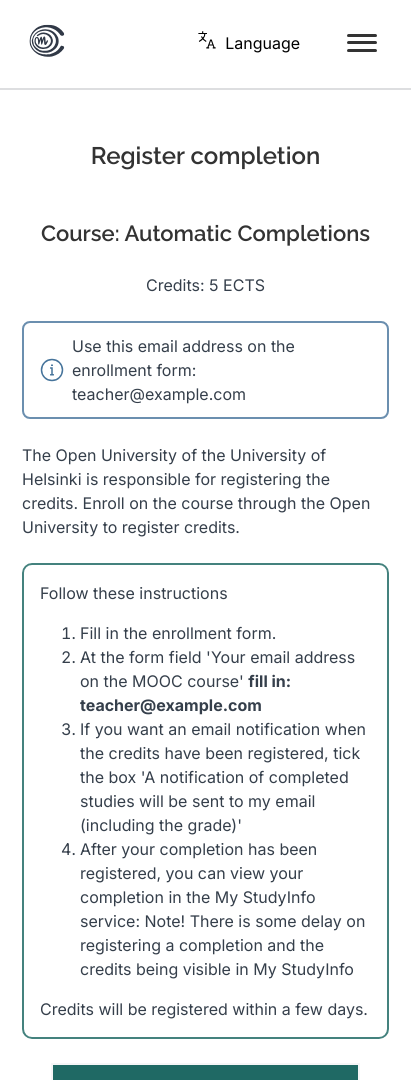 Language
Register completion
Course: Automatic Completions
Credits: 5 ECTS
Use this email address on the
enrollment form:
teacher@example.com
The Open University of the University of
Helsinki is responsible for registering the
credits. Enroll on the course through the Open
University to register credits.
Follow these instructions
1. Fill in the enrollment form.
2. At the form field 'Your email address
on the MOOC course' fill in:
teacher@example.com
3. If you want an email notification when
the credits have been registered, tick
the box 'A notification of completed
studies will be sent to my email
(including the grade)'
4. After your completion has been
registered, you can view your
completion in the My StudyInfo
service: Note! There is some delay on
registering a completion and the
credits being visible in My StudyInfo
Credits will be registered within a few days.